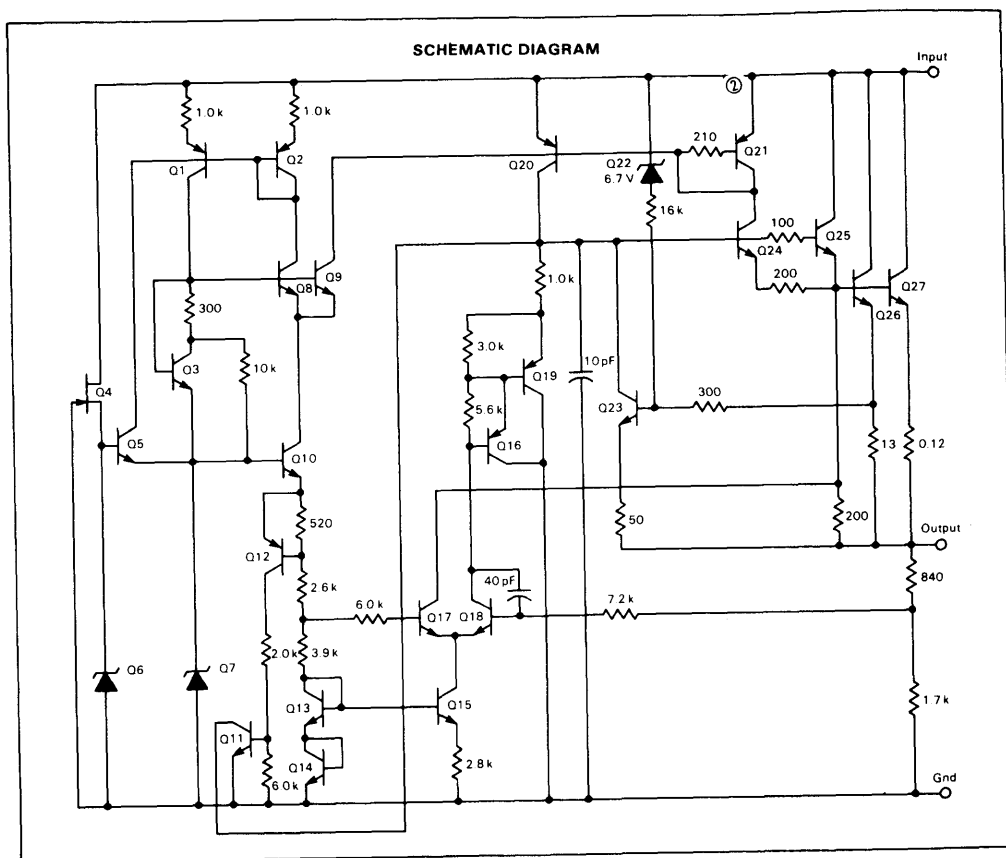 SCHEMATIC DIAGRAM
Input
②
1.0k
1.0k
Q1
Q2
Q20
210
Q21
Q22
6.7 V
16k
100
Q24
Q25
200
Q27
Q26
Q8
Q9
300
1.0k
Q3
10k
3.0k
Q19
10pF
Q4
5.6k
300
Q23
Q5
Q10
Q16
13
0.12
520
50
200
Output
Q12
840
2.6k
40pF
6.0k
Q17
Q18
7.2k
2.0k
3.9k
Q6
Q7
Q13
Q15
1.7k
Q11
Q14
6.0k
2.8k
Gnd